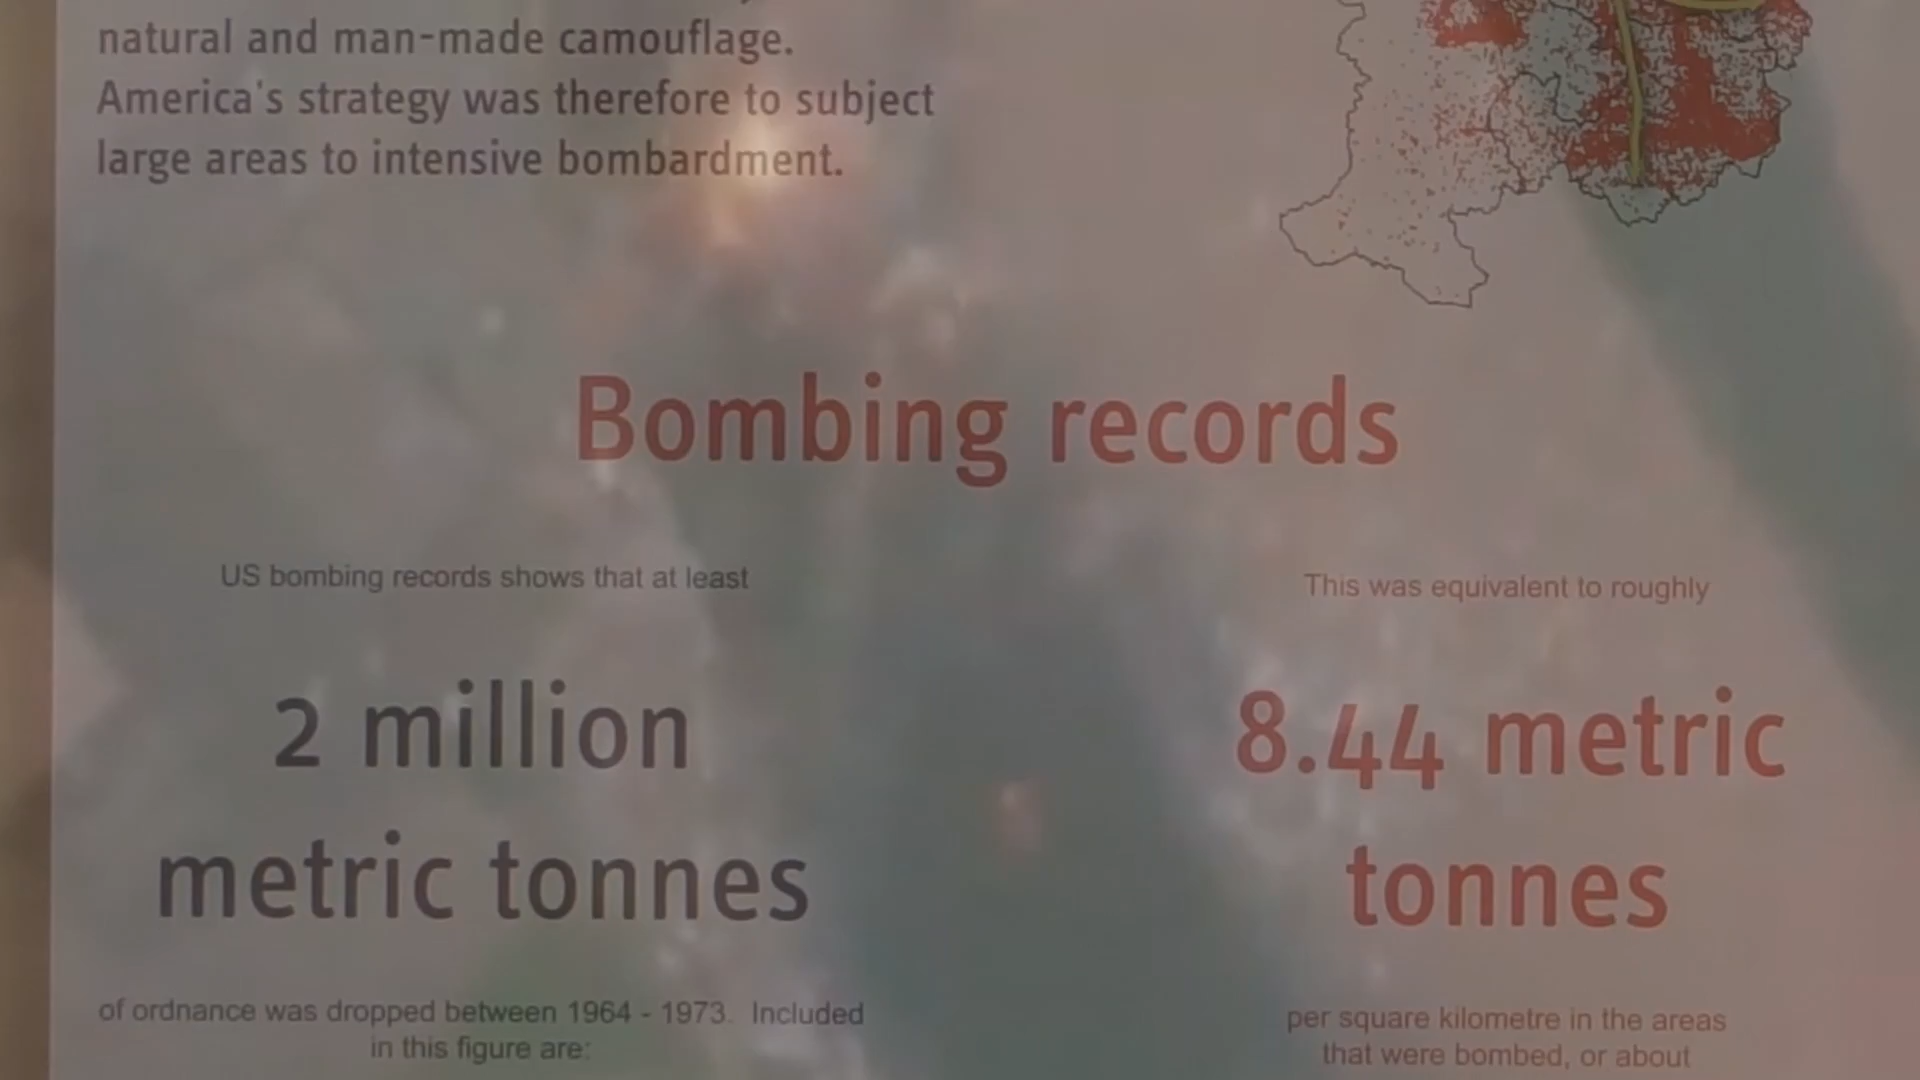 natural and man-made camouflage.
America's strategy was therefore to subject
large areas to intensive bombardment.
Bombing records
US bombing records shows that at least
2 million
metric tonnes
of ordnance was dropped between 1964 - 1973. Included
in this figure are:
This was equivalent to roughly
8.44 metric
tonnes
per square kilometre in the areas
that were bombed, or about